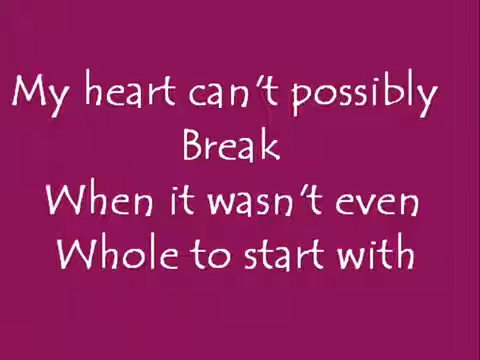 My heart can't possibly
Break
When it wasn't even
Whole to start with